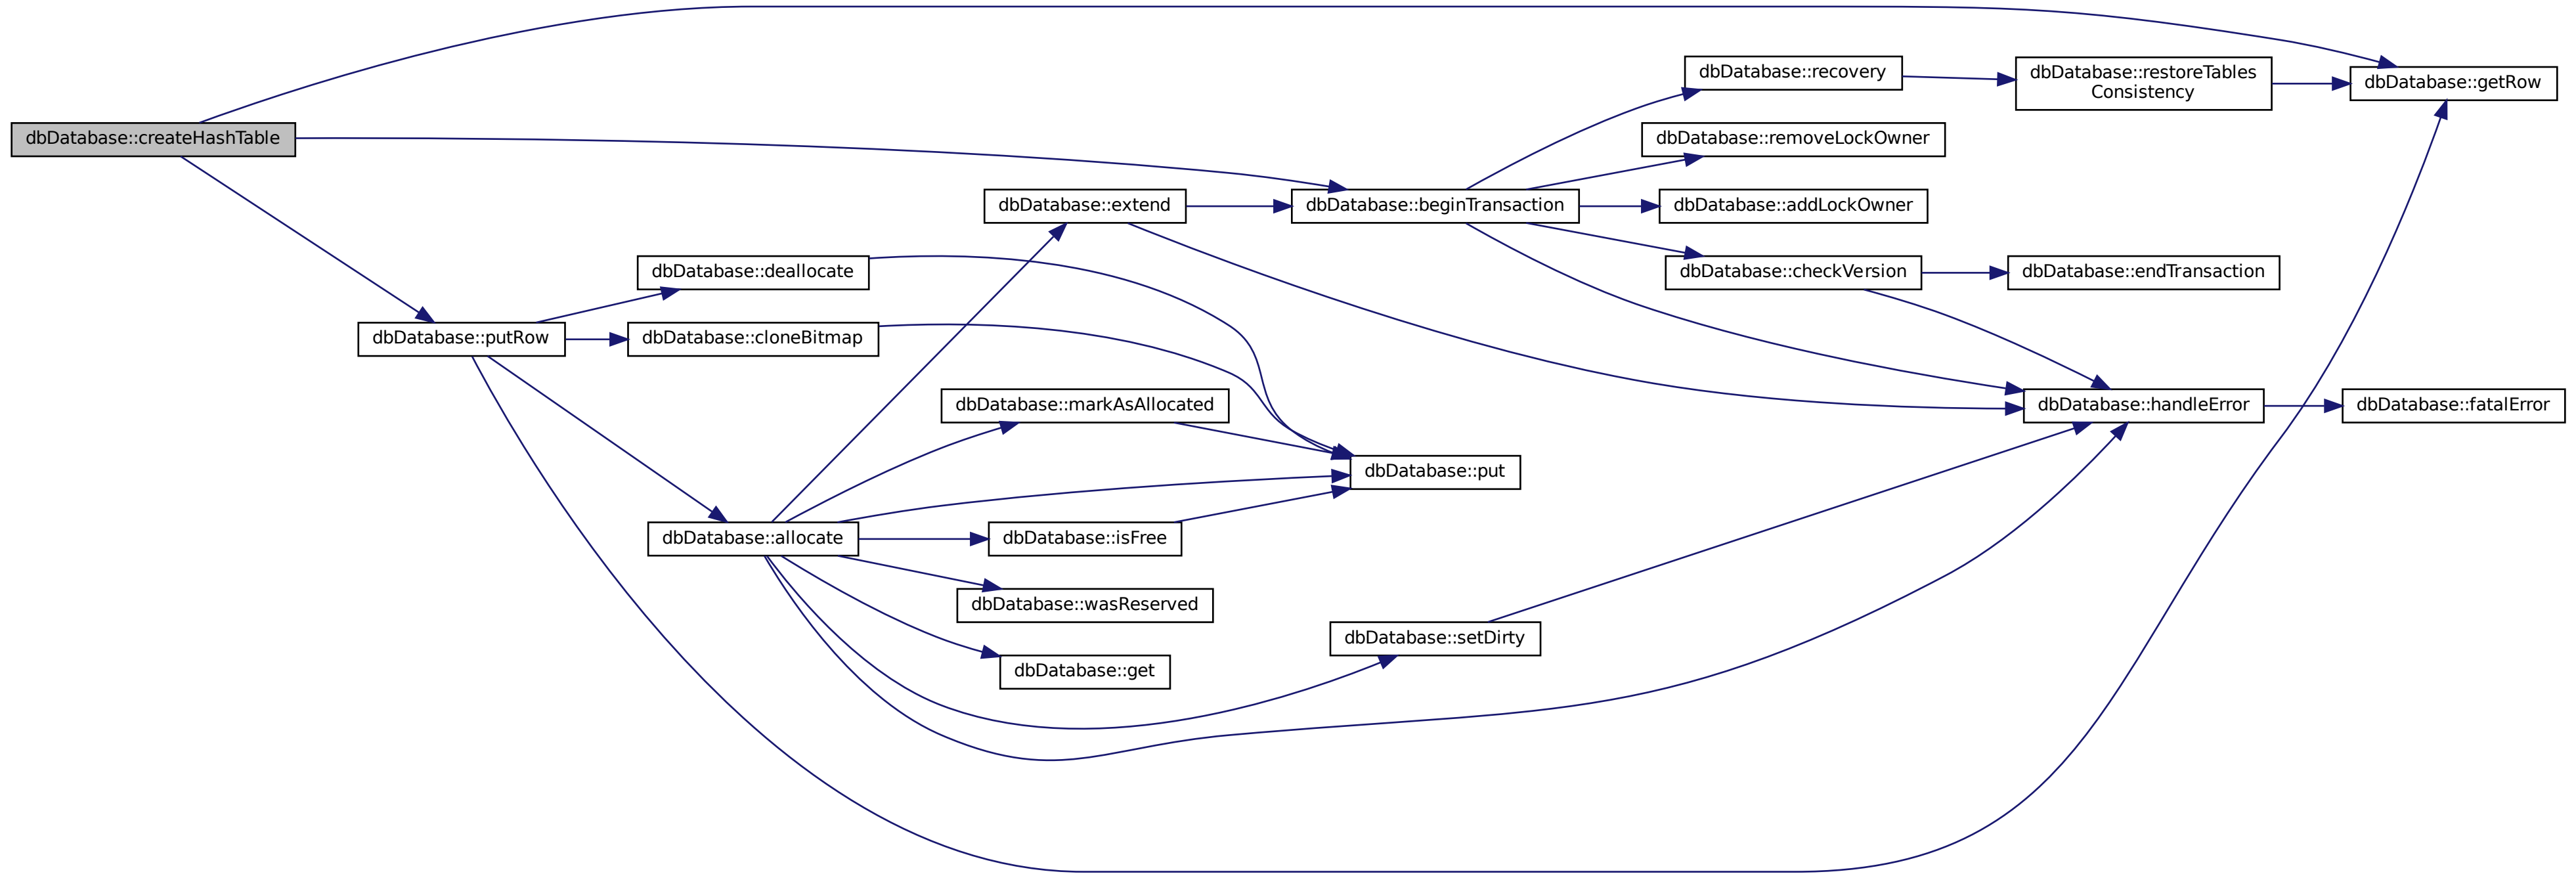 dbDatabase::createHashTable
dbDatabase::getRow
dbDatabase::recovery
dbDatabase::restoreTables
Consistency
dbDatabase::removeLockOwner
dbDatabase::extend
dbDatabase::beginTransaction
dbDatabase::addLockOwner
dbDatabase::deallocate
dbDatabase::checkVersion
dbDatabase::endTransaction
dbDatabase::putRow
dbDatabase::cloneBitmap
dbDatabase::markAsAllocated
dbDatabase::handleError
dbDatabase::fatalError
dbDatabase::put
dbDatabase::allocate
dbDatabase::isFree
dbDatabase::wasReserved
dbDatabase::setDirty
dbDatabase::get